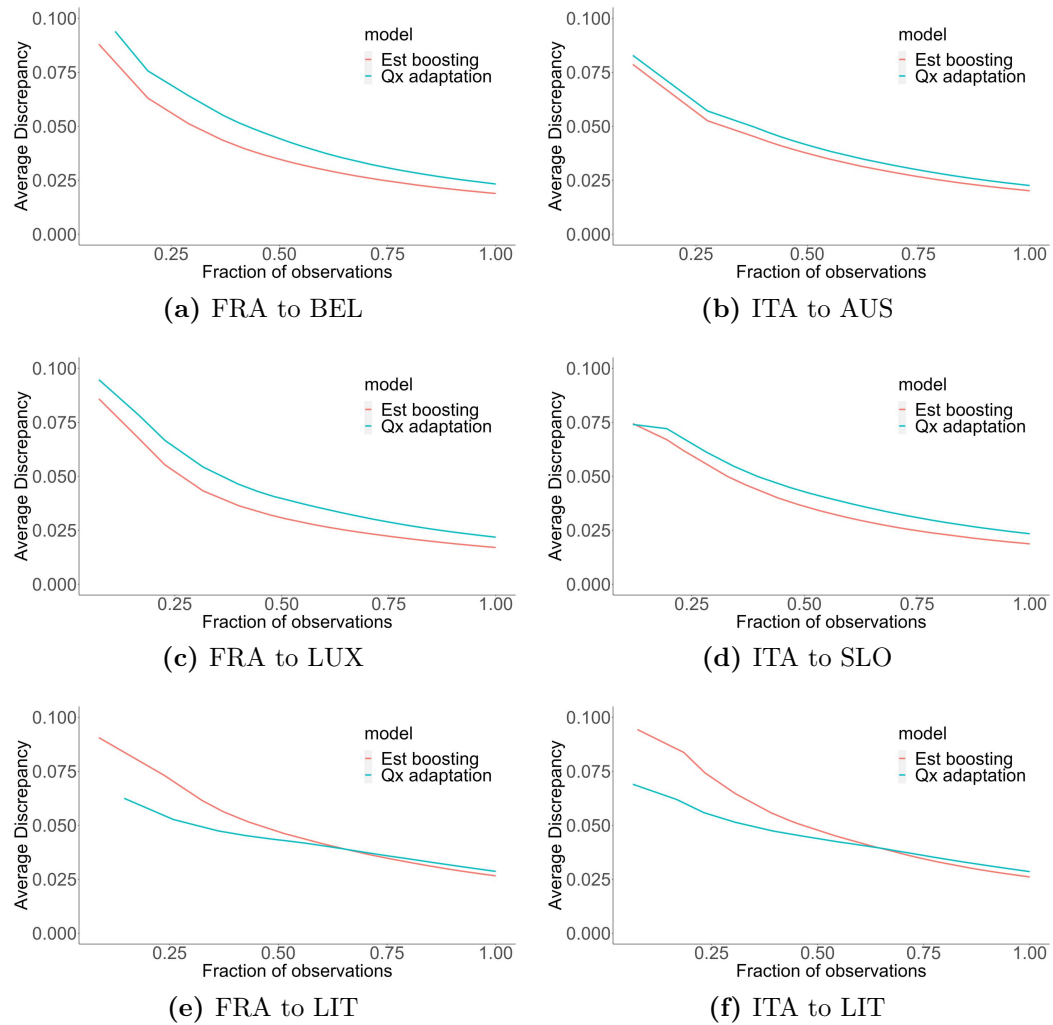 0.100
0.075
0.050
0.025
0.000
Average Discrepancy
model
Est boosting
Qx adaptation
0.25 0.50 0.75 1.00
Fraction of observations
(a) FRA to BEL
0.100
0.075
0.050
0.025
0.000
Average Discrepancy
model
Est boosting
Qx adaptation
0.25 0.50 0.75 1.00
Fraction of observations
(b) ITA to AUS
0.100
0.075
0.050
0.025
0.000
Average Discrepancy
model
Est boosting
Qx adaptation
0.25 0.50 0.75 1.00
Fraction of observations
(c) FRA to LUX
0.100
0.075
0.050
0.025
0.000
Average Discrepancy
model
Est boosting
Qx adaptation
0.25 0.50 0.75 1.00
Fraction of observations
(d) ITA to SLO
0.100
0.075
0.050
0.025
0.000
Average Discrepancy
model
Est boosting
Qx adaptation
0.25 0.50 0.75 1.00
Fraction of observations
(e) FRA to LIT
0.100
0.075
0.050
0.025
0.000
Average Discrepancy
model
Est boosting
Qx adaptation
0.25 0.50 0.75 1.00
Fraction of observations
(f) ITA to LIT